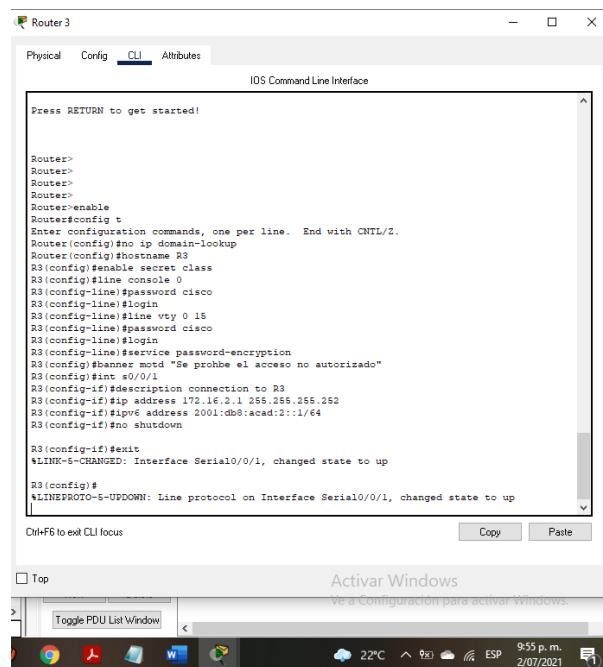 Router 3
Physical Config CLI Attributes
IOS Command Line Interface
Press RETURN to get started!
Router>
Router>
Router>
Router>
Router>enable
Router#config t
Enter configuration commands, one per line. End with CNTL/Z.
Router(config)#no ip domain-lookup
Router(config)#hostname R3
R3(config)#enable secret class
R3(config)#line console 0
R3(config-line)#password cisco
R3(config-line)#login
R3(config-line)#line vty 0 15
R3(config-line)#password cisco
R3(config-line)#login
R3(config-line)#service password-encryption
R3(config)#banner motd "Se prohbe el acceso no autorizado"
R3(config)#int s0/0/1
R3(config-if)#description connection to R3
R3(config-if)#ip address 172.16.2.1 255.255.255.252
R3(config-if)#ipv6 address 2001:db8:acad:2::1/64
R3(config-if)#no shutdown
R3(config-if)#exit
%LINK-5-CHANGED: Interface Serial0/0/1, changed state to up
R3(config)#
%LINEPROTO-5-UPDOWN: Line protocol on Interface Serial0/0/1, changed state to up
Ctrl+F6 to exit CLI focus
Copy Paste
Top
Activar Windows
Ve a Configuración para activar Windows.
Toggle PDU List Window
22°C ESP 9:55 p. m.
2/07/2021